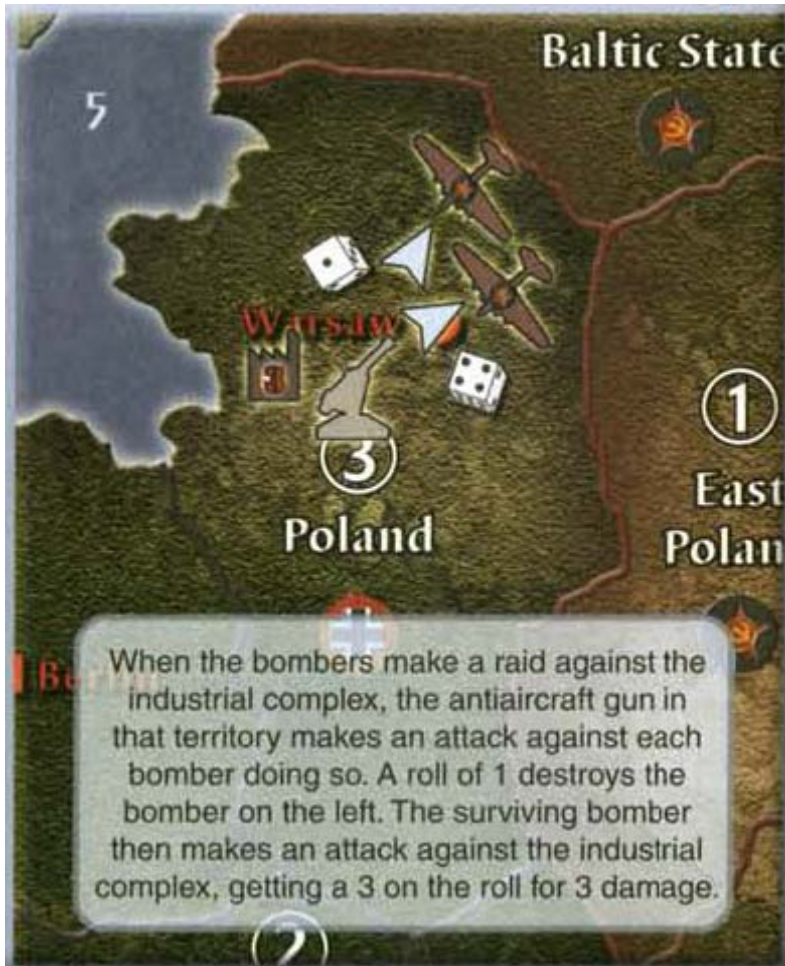 Baltic State
5
Warsaw
3
3
1
Poland
East
Polan
Berlin
When the bombers make a raid against the
industrial complex, the antiaircraft gun in
that territory makes an attack against each
bomber doing so. A roll of 1 destroys the
bomber on the left. The surviving bomber
then makes an attack against the industrial
complex, getting a 3 on the roll for 3 damage.
2